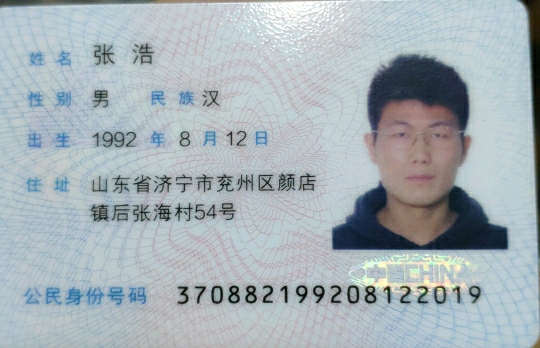 姓名 张浩
性别 男 民族 汉
出生 1992 年 8 月 12 日
住址 山东省济宁市兖州区颜店
镇后张海村54号
中国CHINA
公民身份号码 370882199208122019